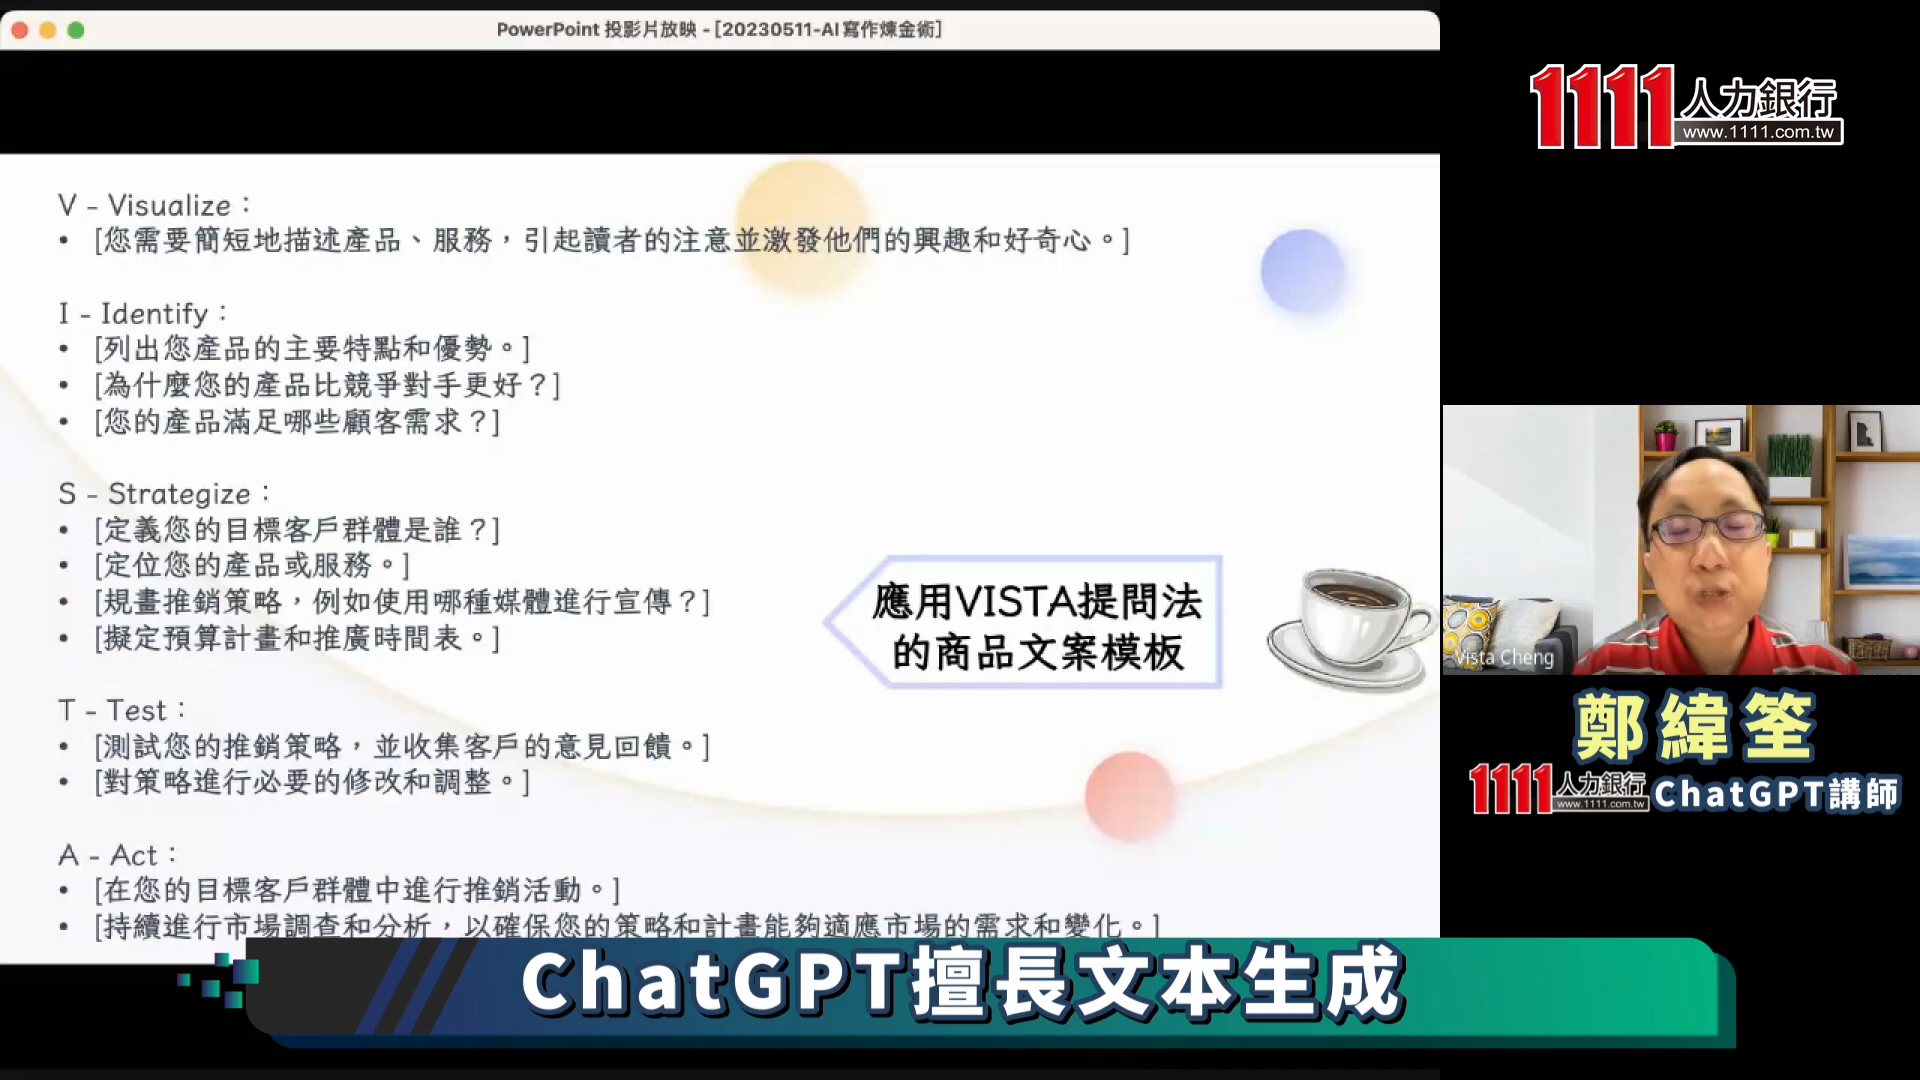 PowerPoint 投影片放映 - [20230511-AI寫作煉金術]
V - Visualize：
• [您需要簡短地描述產品、服務，引起讀者的注意並激發他們的興趣和好奇心。]
I - Identify：
• [列出您產品的主要特點和優勢。]
• [為什麼您的產品比競爭對手更好？]
• [您的產品滿足哪些顧客需求？]
S - Strategize：
• [定義您的目標客戶群體是誰？]
• [定位您的產品或服務。]
• [規畫推銷策略，例如使用哪種媒體進行宣傳？]
• [擬定預算計畫和推廣時間表。]
T - Test：
• [測試您的推銷策略，並收集客戶的意見回饋。]
• [對策略進行必要的修改和調整。]
A - Act：
• [在您的目標客戶群體中進行推銷活動。]
• [持續進行市場調查和分析，以確保您的策略和計畫能夠適應市場的需求和變化。]
應用VISTA提問法
的商品文案模板
1111人力銀行
www.1111.com.tw
Vista Cheng
鄭緯筌
1111人力銀行 ChatGPT講師
www.1111.com.tw
ChatGPT擅長文本生成